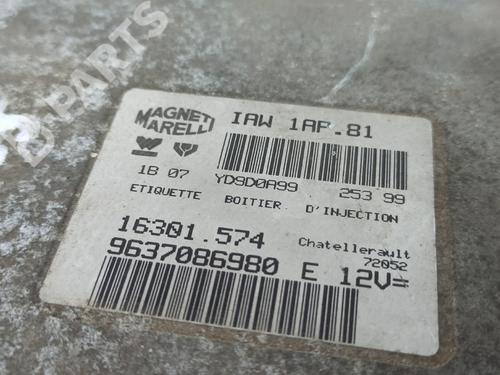 B-PARTS
MAGNETI MARELLI
IAW 1AP.81
1B 07 YD9D0A99 253 99
ETIQUETTE BOITIER D'INJECTION
16301.574 Chatellerault
9637086980 E 12V= 72052